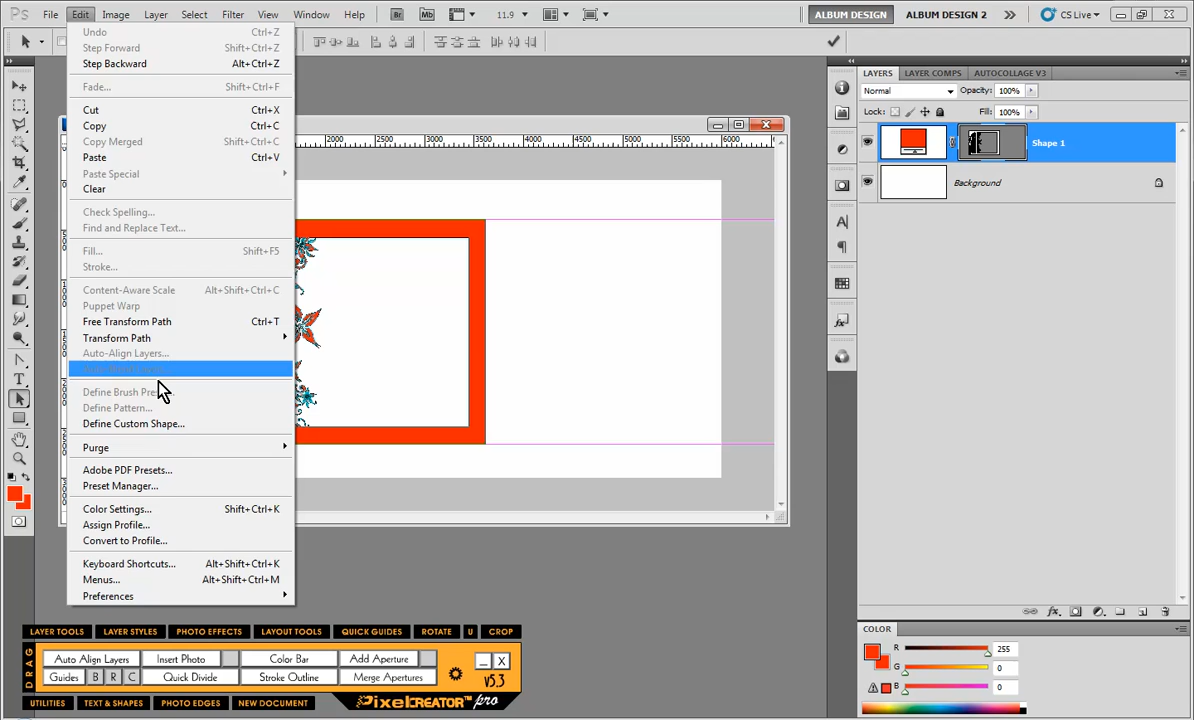 Ps File Edit Image Layer Select Filter View Window Help Br Mb 11.9 ALBUM DESIGN ALBUM DESIGN 2 CS Live
Undo Ctrl+Z
Step Forward Shift+Ctrl+Z
Step Backward Alt+Ctrl+Z
Fade... Shift+Ctrl+F
Cut Ctrl+X
Copy Ctrl+C
Copy Merged Shift+Ctrl+C
Paste Ctrl+V
Paste Special
Clear
Check Spelling...
Find and Replace Text...
Fill... Shift+F5
Stroke...
Content-Aware Scale Alt+Shift+Ctrl+C
Puppet Warp
Free Transform Path Ctrl+T
Transform Path
Auto-Align Layers...
Define Brush Pre
Define Pattern...
Define Custom Shape...
Purge
Adobe PDF Presets...
Preset Manager...
Color Settings... Shift+Ctrl+K
Assign Profile...
Convert to Profile...
Keyboard Shortcuts... Alt+Shift+Ctrl+K
Menus... Alt+Shift+Ctrl+M
Preferences
2000 2500 3000 3500 4000 4500 5000 5500 6000
LAYERS LAYER COMPS AUTOCOLLAGE V3
Normal Opacity: 100%
Lock: Fill: 100%
Shape 1
Background
COLOR
R 255
G 0
B 0
LAYER TOOLS LAYER STYLES PHOTO EFFECTS LAYOUT TOOLS QUICK GUIDES ROTATE U CROP
DRAG
Auto Align Layers Insert Photo Color Bar Add Aperture _ X
Guides B R C Quick Divide Stroke Outline Merge Apertures v5.3
UTILITIES TEXT & SHAPES PHOTO EDGES NEW DOCUMENT PIXELCREATOR™ pro